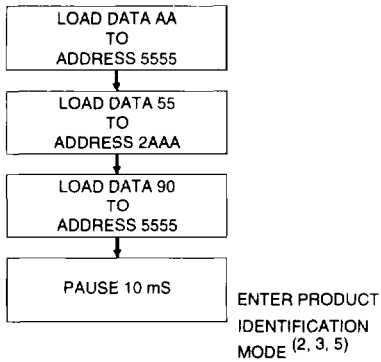 LOAD DATA AA
TO
ADDRESS 5555
LOAD DATA 55
TO
ADDRESS 2AAA
LOAD DATA 90
TO
ADDRESS 5555
PAUSE 10 mS
ENTER PRODUCT
IDENTIFICATION
MODE (2, 3, 5)